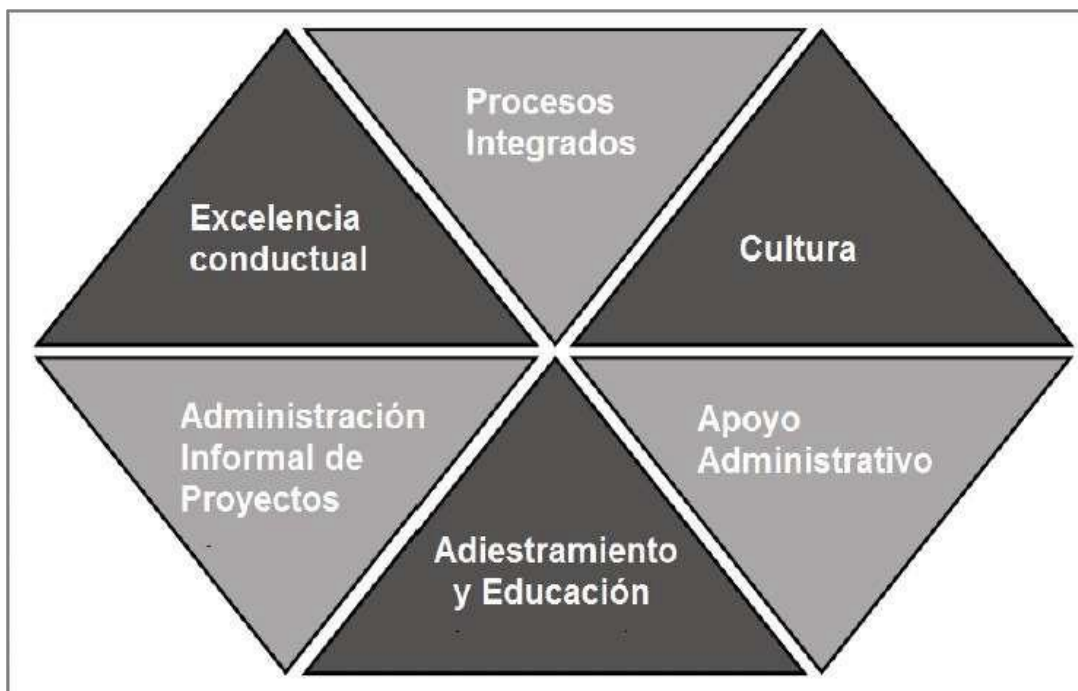 Procesos
Integrados
Excelencia
conductual
Cultura
Administración
Informal de
Proyectos
Apoyo
Administrativo
Adiestramiento
y Educación